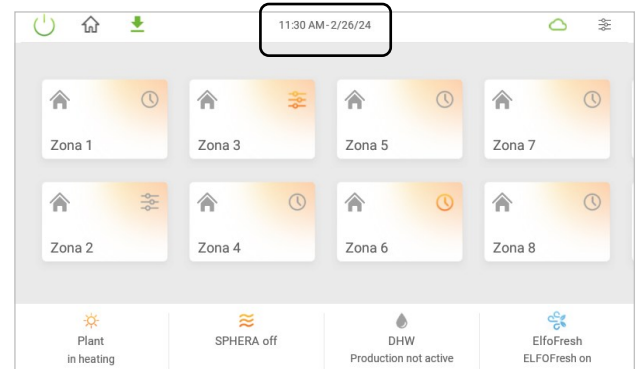 11:30 AM - 2/26/24
Zona 1
Zona 3
Zona 5
Zona 7
Zona 2
Zona 4
Zona 6
Zona 8
Plant
in heating
SPHERA off
DHW
Production not active
ElfoFresh
ELFOFresh on